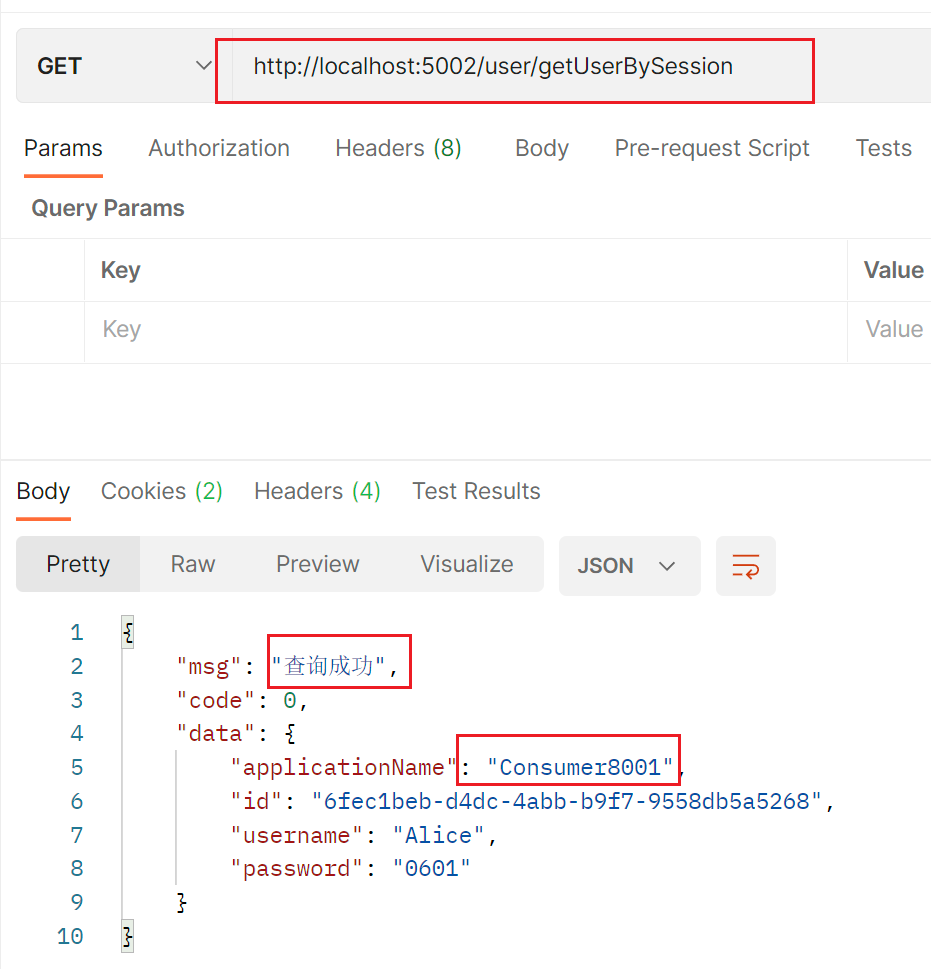 GET http://localhost:5002/user/getUserBySession
Params Authorization Headers (8) Body Pre-request Script Tests
Query Params
Key Value
Key Value
Body Cookies (2) Headers (4) Test Results
Pretty Raw Preview Visualize JSON
1 {
2 "msg": "查询成功",
3 "code": 0,
4 "data": {
5 "applicationName": "Consumer8001",
6 "id": "6fec1beb-d4dc-4abb-b9f7-9558db5a5268",
7 "username": "Alice",
8 "password": "0601"
9 }
10 }